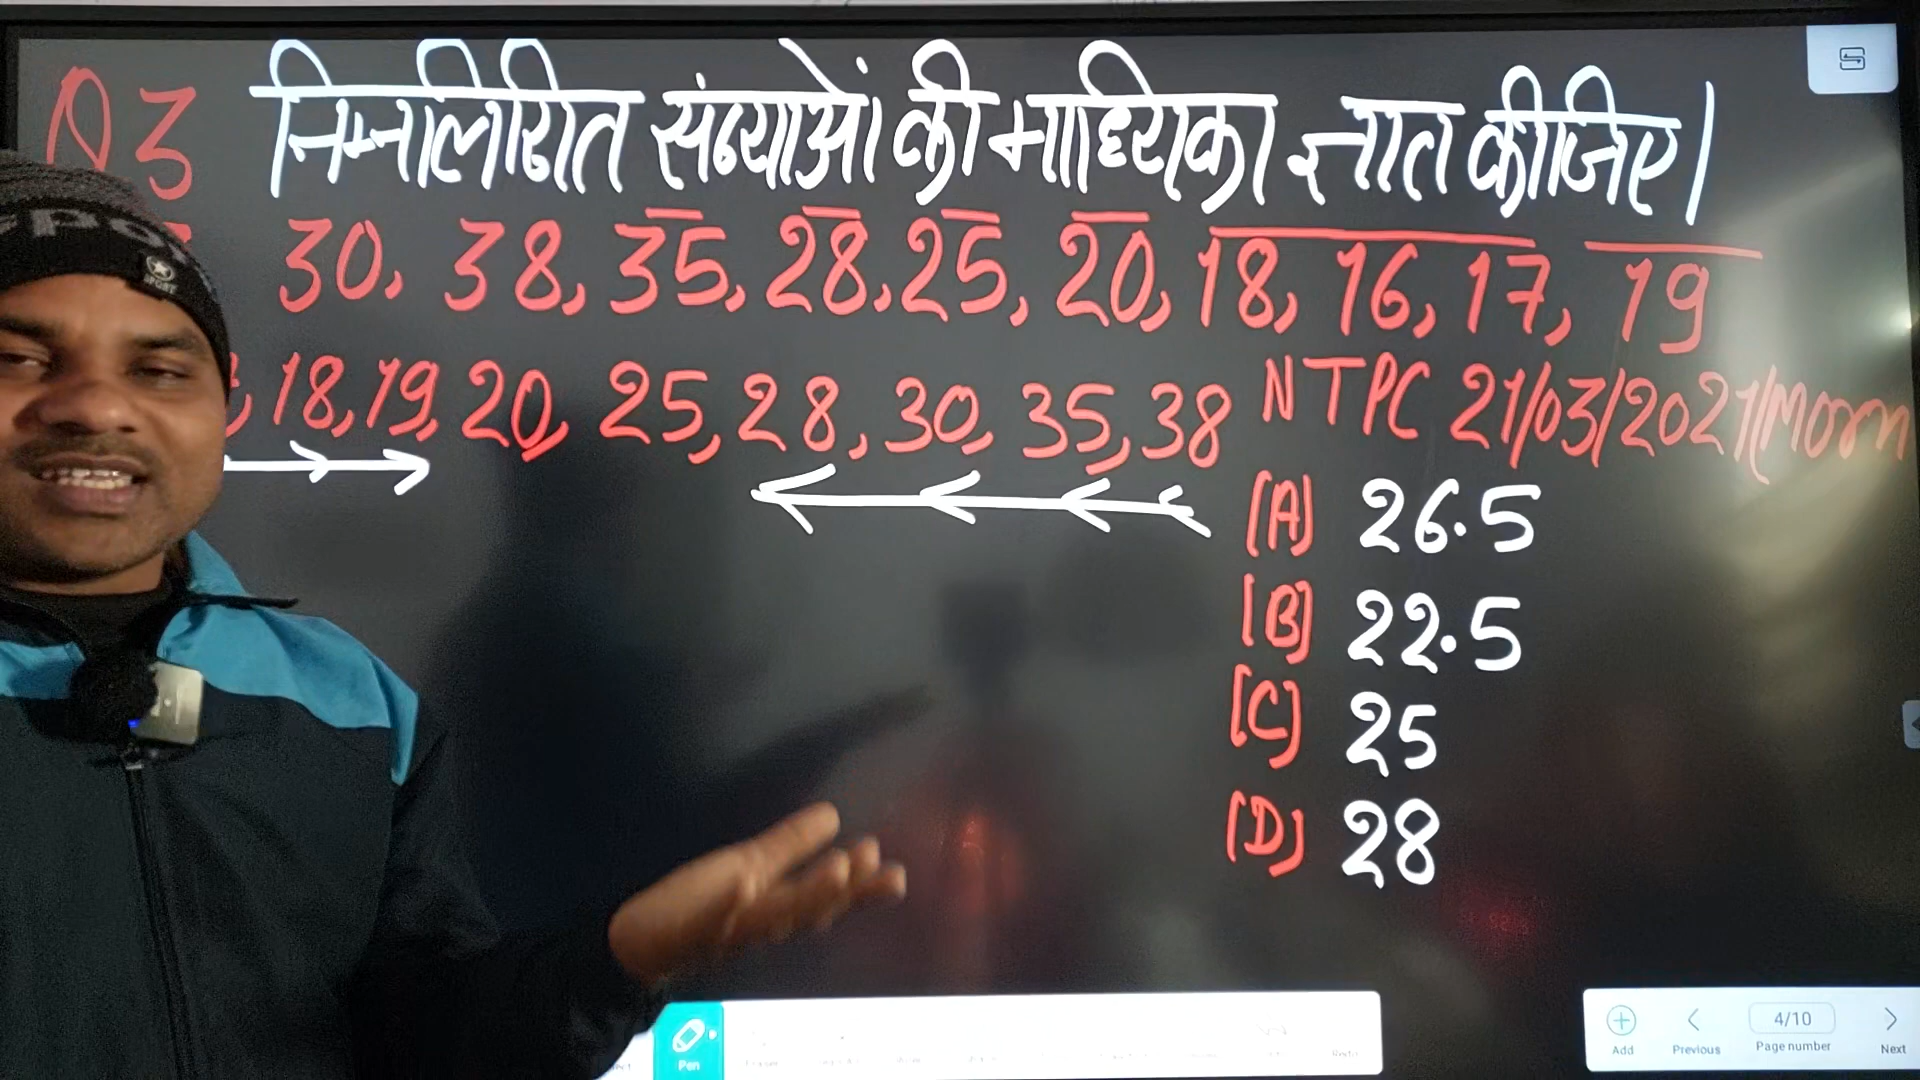 Q3 निम्नलिखित संख्याओं की माध्यिका ज्ञात कीजिए।
30, 38, 35, 28, 25, 20, 18, 16, 17, 19
, 18, 19, 20, 25, 28, 30, 35, 38
NTPC 21/03/2021/Morn
(A) 26.5
(B) 22.5
(C) 25
(D) 28
SPORT
Pen
Redo
Add
Previous
4/10
Page number
Next